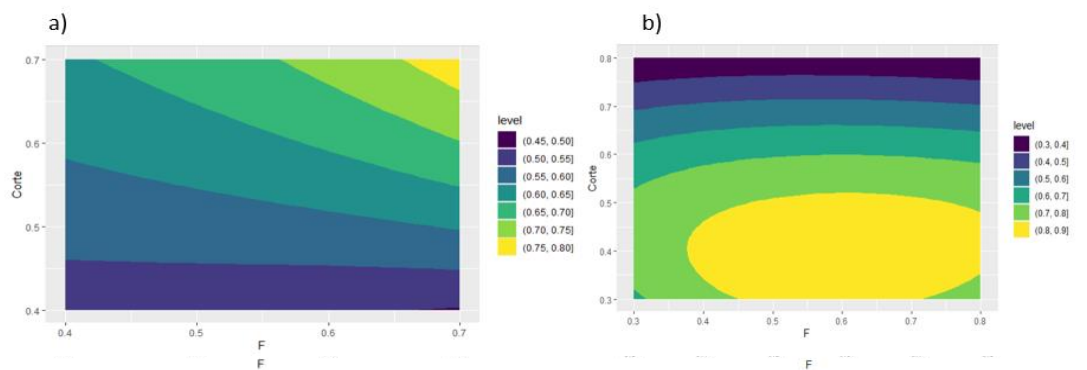 a)
0.7
0.6
0.5
0.4
Corte
0.4 0.5 0.6 0.7
F
F
level
(0.45, 0.50]
(0.50, 0.55]
(0.55, 0.60]
(0.60, 0.65]
(0.65, 0.70]
(0.70, 0.75]
(0.75, 0.80]
b)
0.8
0.7
0.6
0.5
0.4
0.3
Corte
0.3 0.4 0.5 0.6 0.7 0.8
F
F
level
(0.3, 0.4]
(0.4, 0.5]
(0.5, 0.6]
(0.6, 0.7]
(0.7, 0.8]
(0.8, 0.9]